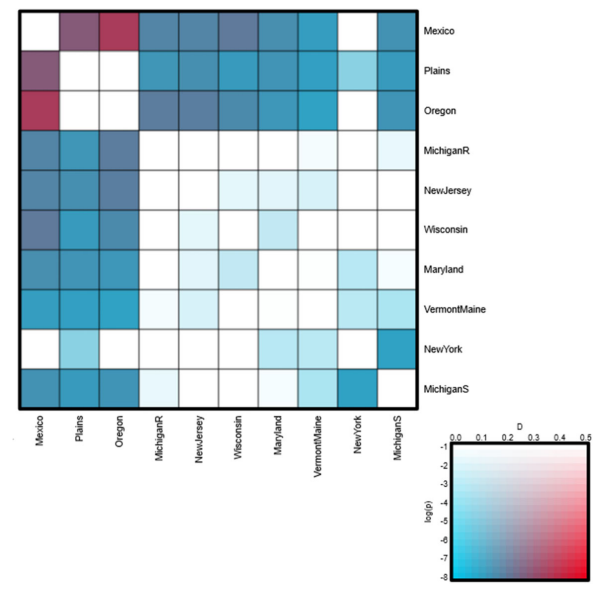 Mexico
Plains
Oregon
MichiganR
NewJersey
Wisconsin
Maryland
VermontMaine
NewYork
MichiganS
Mexico Plains Oregon MichiganR NewJersey Wisconsin Maryland VermontMaine NewYork MichiganS
D
0.0 0.1 0.2 0.3 0.4 0.5
log(p)
-1
-2
-3
-4
-5
-6
-7
-8